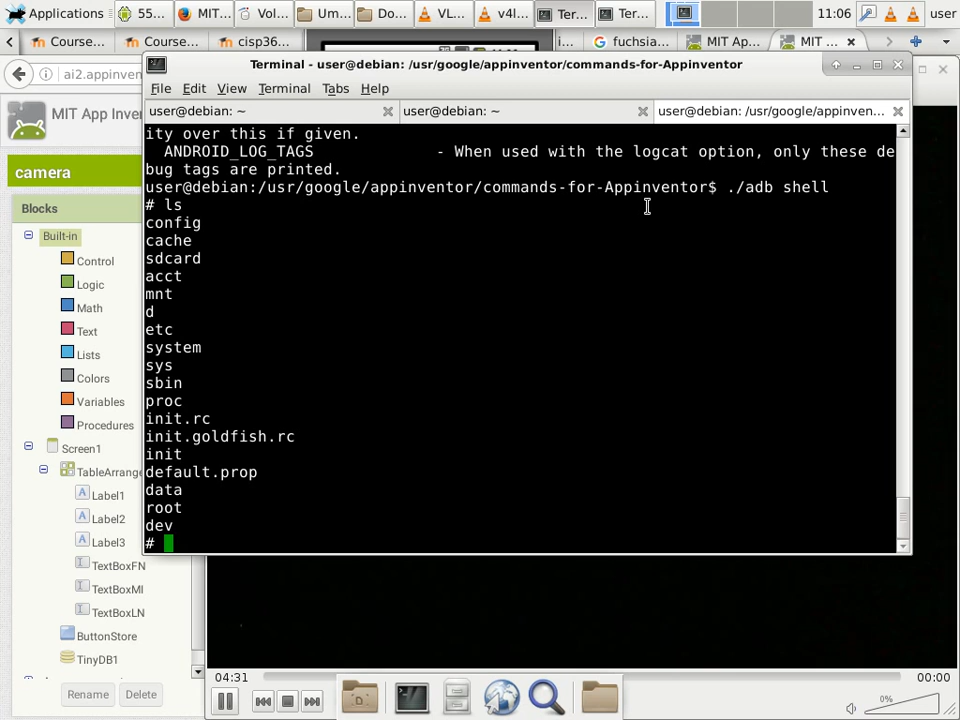 Applications
55...
MIT...
Vol...
Um...
Do...
VL...
v4l...
Ter...
Ter...
11:06
user
Course...
Course...
cisp36...
i...
fuchsia...
MIT Ap...
MIT ...
ai2.appinven
MIT App Inver
Terminal - user@debian: /usr/google/appinventor/commands-for-Appinventor
File Edit View Terminal Tabs Help
user@debian: ~
user@debian: ~
user@debian: /usr/google/appinven...
ity over this if given.
ANDROID_LOG_TAGS - When used with the logcat option, only these de
bug tags are printed.
user@debian:/usr/google/appinventor/commands-for-Appinventor$ ./adb shell
# ls
config
cache
sdcard
acct
mnt
d
etc
system
sys
sbin
proc
init.rc
init.goldfish.rc
init
default.prop
data
root
dev
#
camera
Blocks
Built-in
Control
Logic
Math
Text
Lists
Colors
Variables
Procedures
Screen1
TableArrang
Label1
Label2
Label3
TextBoxFN
TextBoxMI
TextBoxLN
ButtonStore
TinyDB1
Rename
Delete
04:31
00:00
0%